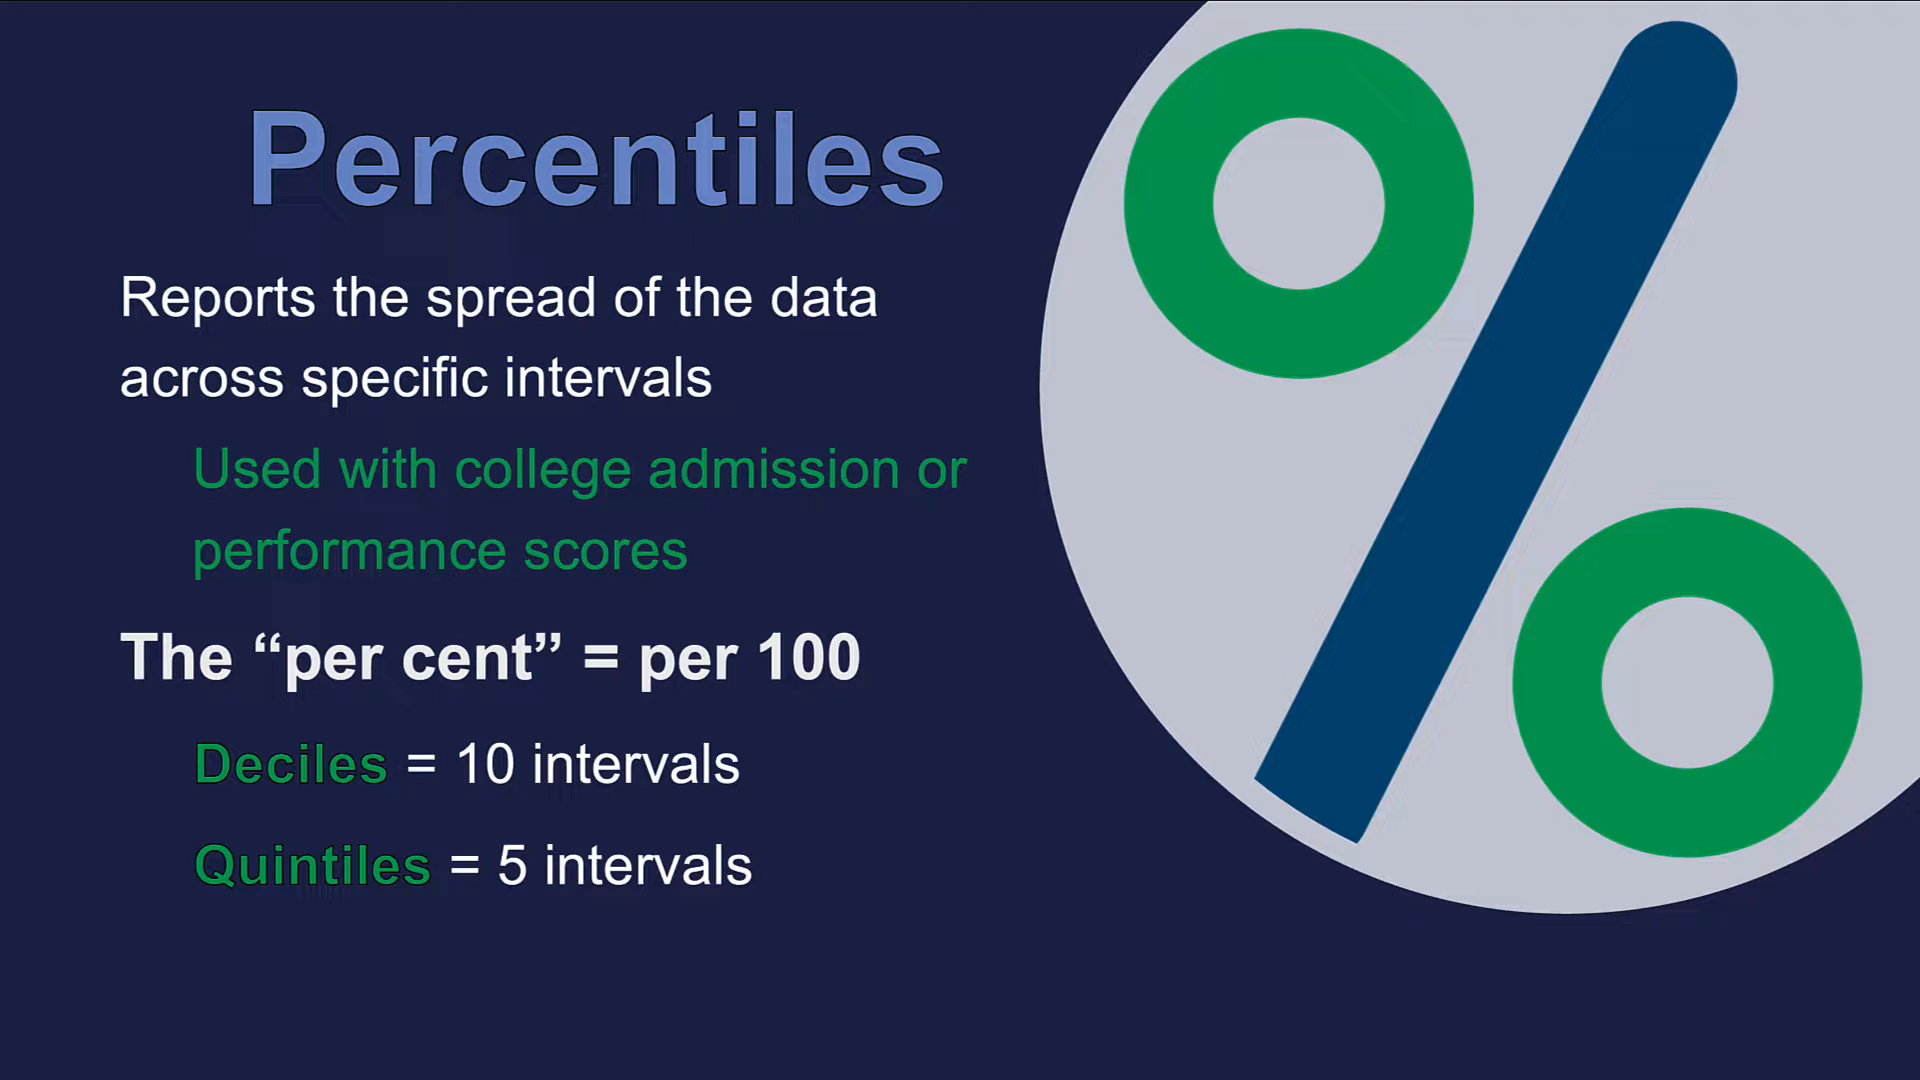 Percentiles
Reports the spread of the data
across specific intervals
Used with college admission or
performance scores
The “per cent” = per 100
Deciles = 10 intervals
Quintiles = 5 intervals